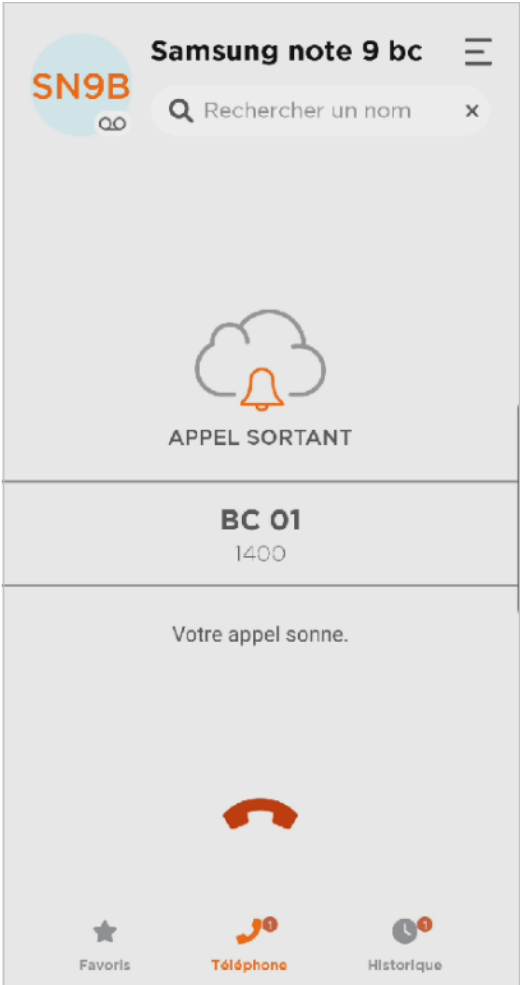 Samsung note 9 bc
SN9B
Rechercher un nom
APPEL SORTANT
BC 01
1400
Votre appel sonne.
1
1
Favoris
Téléphone
Historique